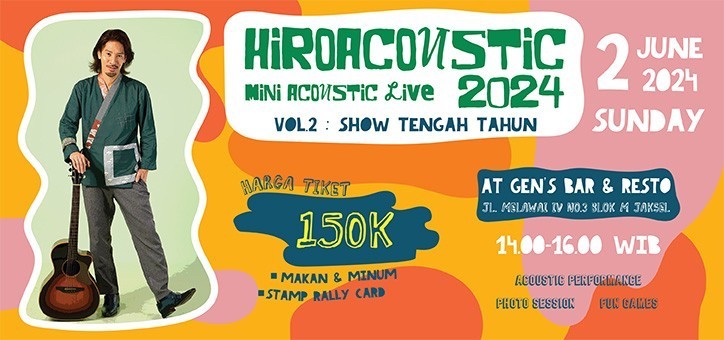 HiROACOUSTiC
MiNi ACOUSTiC Live 2024
VOL.2 : SHOW TENGAH TAHUN
2 JUNE
2024
SUNDAY
HARGA TIKET
150K
MAKAN & MINUM
STAMP RALLY CARD
AT GEN'S BAR & RESTO
JL. MELAWAI IV NO.3 BLOK M JAKSEL
14.00-16.00 WIB
ACOUSTIC PERFORMANCE
PHOTO SESSION FUN GAMES